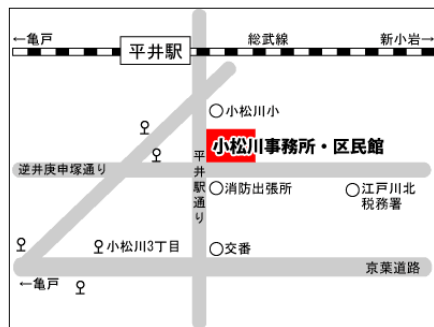 ←亀戸
平井駅
総武線
新小岩→
小松川小
小松川事務所・区民館
逆井庚申塚通り
平井駅通り
消防出張所
江戸川北
税務署
小松川3丁目
交番
京葉道路
←亀戸